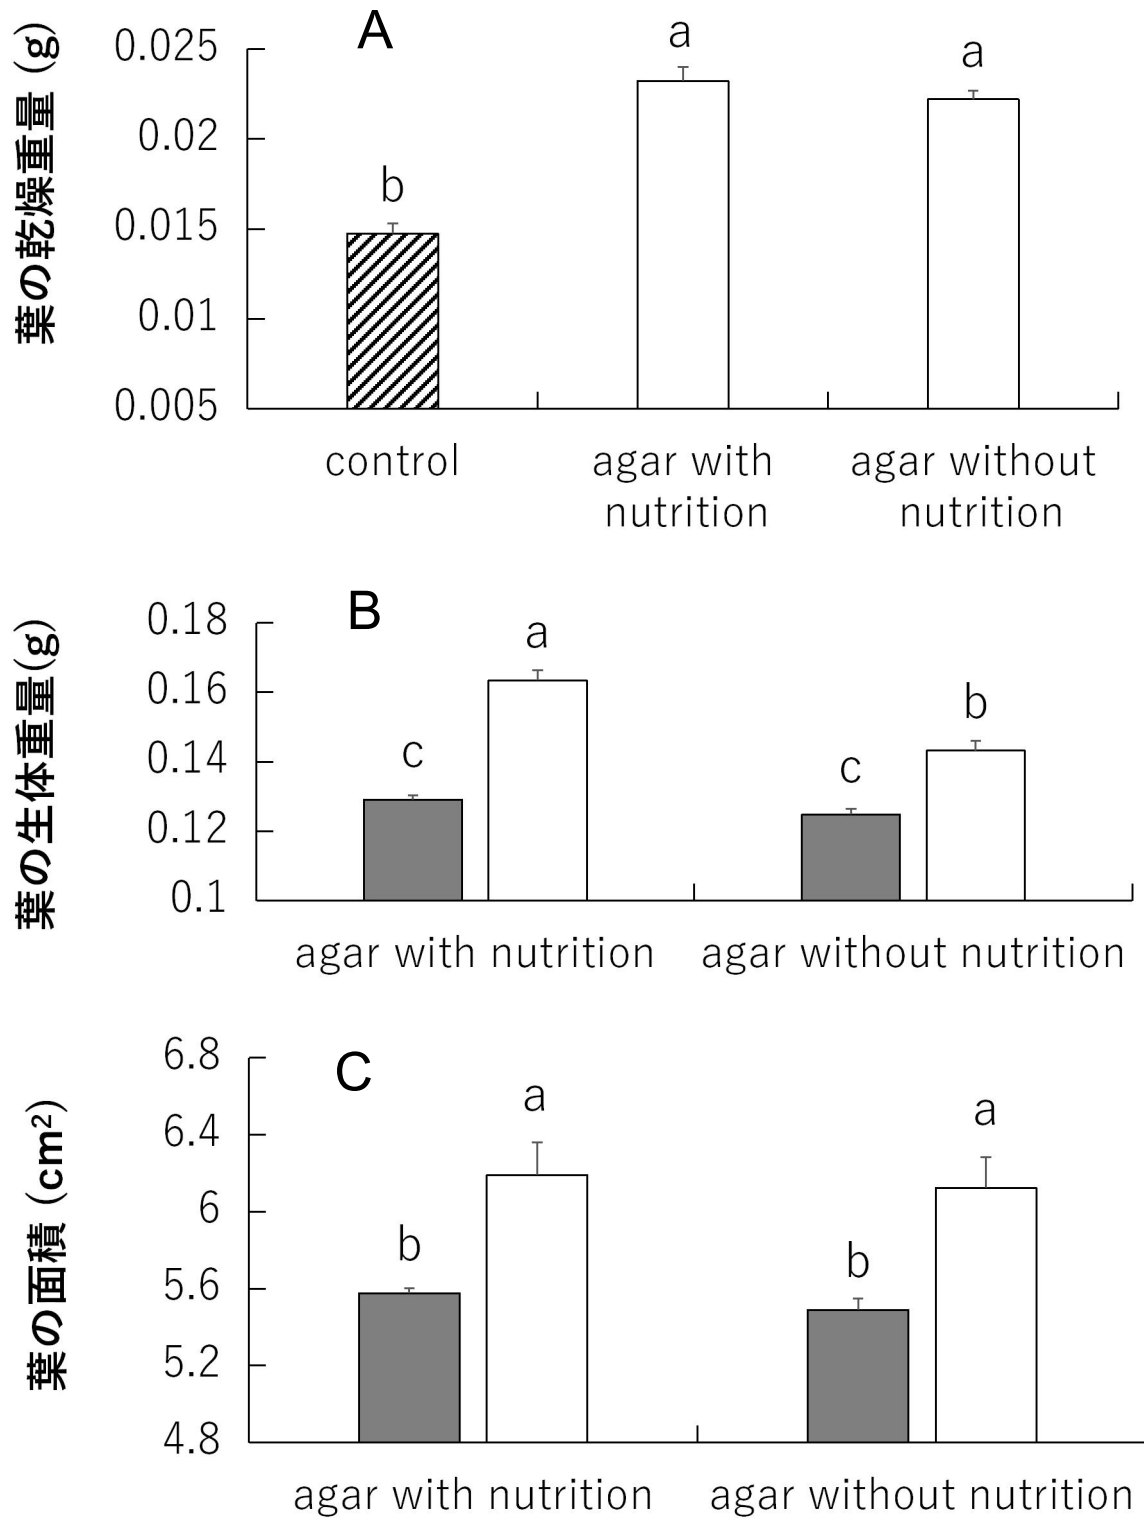 A
葉の乾燥重量 (g)
0.025
0.02
0.015
0.01
0.005
b
a
a
control
agar with
nutrition
agar without
nutrition
B
葉の生体重量(g)
0.18
0.16
0.14
0.12
0.1
c
a
c
b
agar with nutrition
agar without nutrition
C
葉の面積 (cm²)
6.8
6.4
6
5.6
5.2
4.8
b
a
b
a
agar with nutrition
agar without nutrition